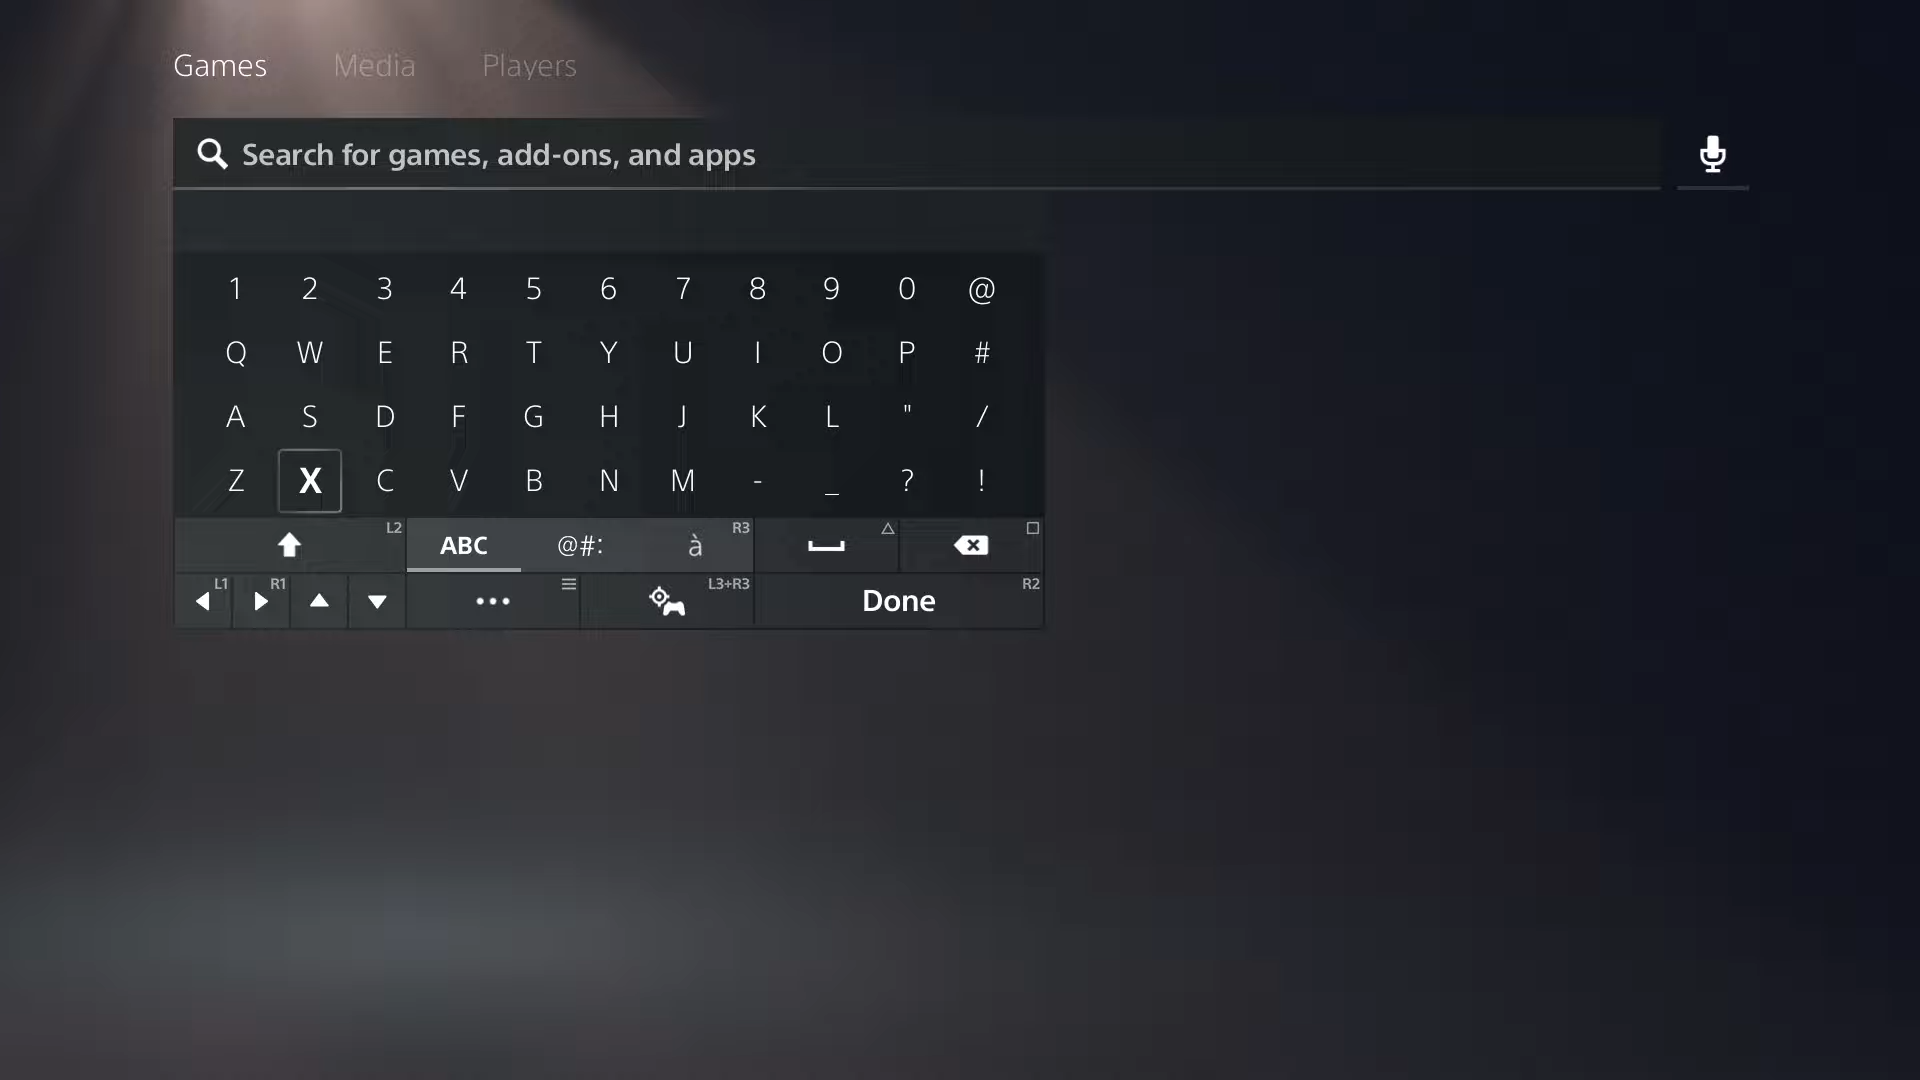 Games Media Players
Search for games, add-ons, and apps
1 2 3 4 5 6 7 8 9 0 @
Q W E R T Y U I O P #
A S D F G H J K L " /
Z X C V B N M - _ ? !
L2 ABC @#: à R3
L1 R1 ... L3+R3 Done R2